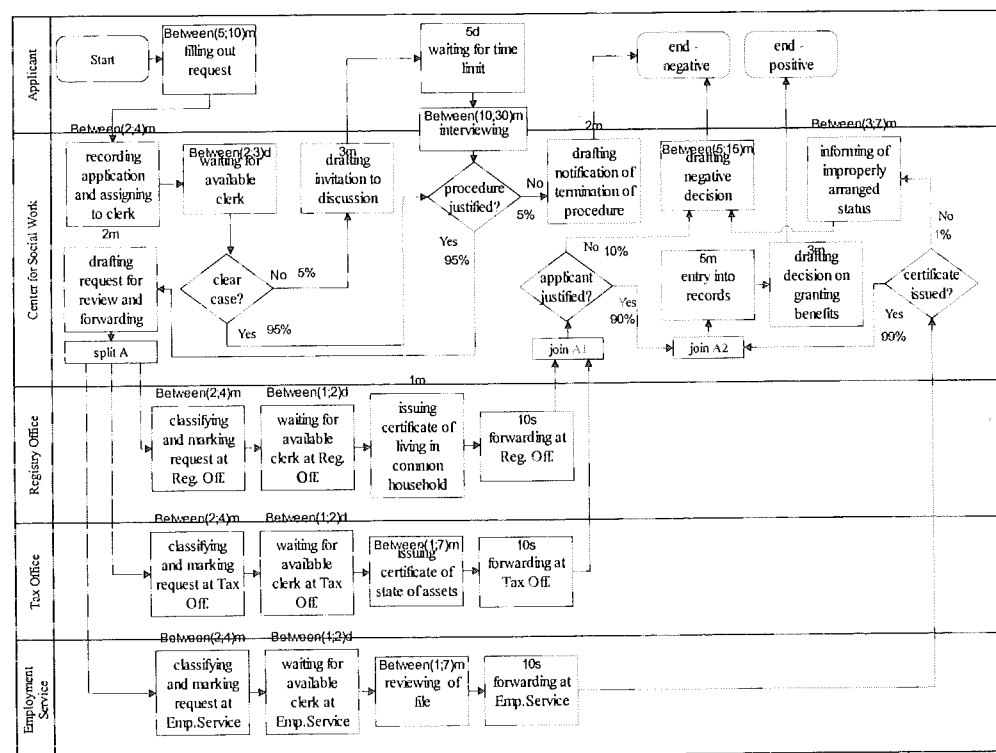 Applicant
Start
Between(5;10)m
filling out
request
5d
waiting for time
limit
end -
negative
end -
positive
Between(10,30)m
interviewing
Center for Social Work
Between(2;4)m
recording
application
and assigning
to clerk
Between(2;3)d
waiting for
available
clerk
3m
drafting
invitation to
discussion
procedure
justified?
No
5%
Yes
95%
2m
drafting
notification of
termination of
procedure
Between(5;15)m
drafting
negative
decision
Between(3;7)m
informing of
improperly
arranged
status
2m
drafting
request for
review and
forwarding
split A
clear
case?
No 5%
Yes
95%
applicant
justified?
No 10%
Yes
90%
join A1
5m
entry into
records
join A2
3m
drafting
decision on
granting
benefits
certificate
issued?
No
1%
Yes
99%
Registry Office
Between(2,4)m
classifying
and marking
request at
Reg. Off.
Between(1;2)d
waiting for
available
clerk at Reg.
Off.
1m
issuing
certificate of
living in
common
household
10s
forwarding at
Reg. Off.
Tax Office
Between(2;4)m
classifying
and marking
request at Tax
Off.
Between(1;2)d
waiting for
available
clerk at Tax
Off.
Between(1;7)m
issuing
certificate of
state of assets
10s
forwarding at
Tax Off.
Employment
Service
Between(2,4)m
classifying
and marking
request at
Emp.Service
Between(1;2)d
waiting for
available
clerk at
Emp.Service
Between(1;7)m
reviewing of
file
10s
forwarding at
Emp.Service